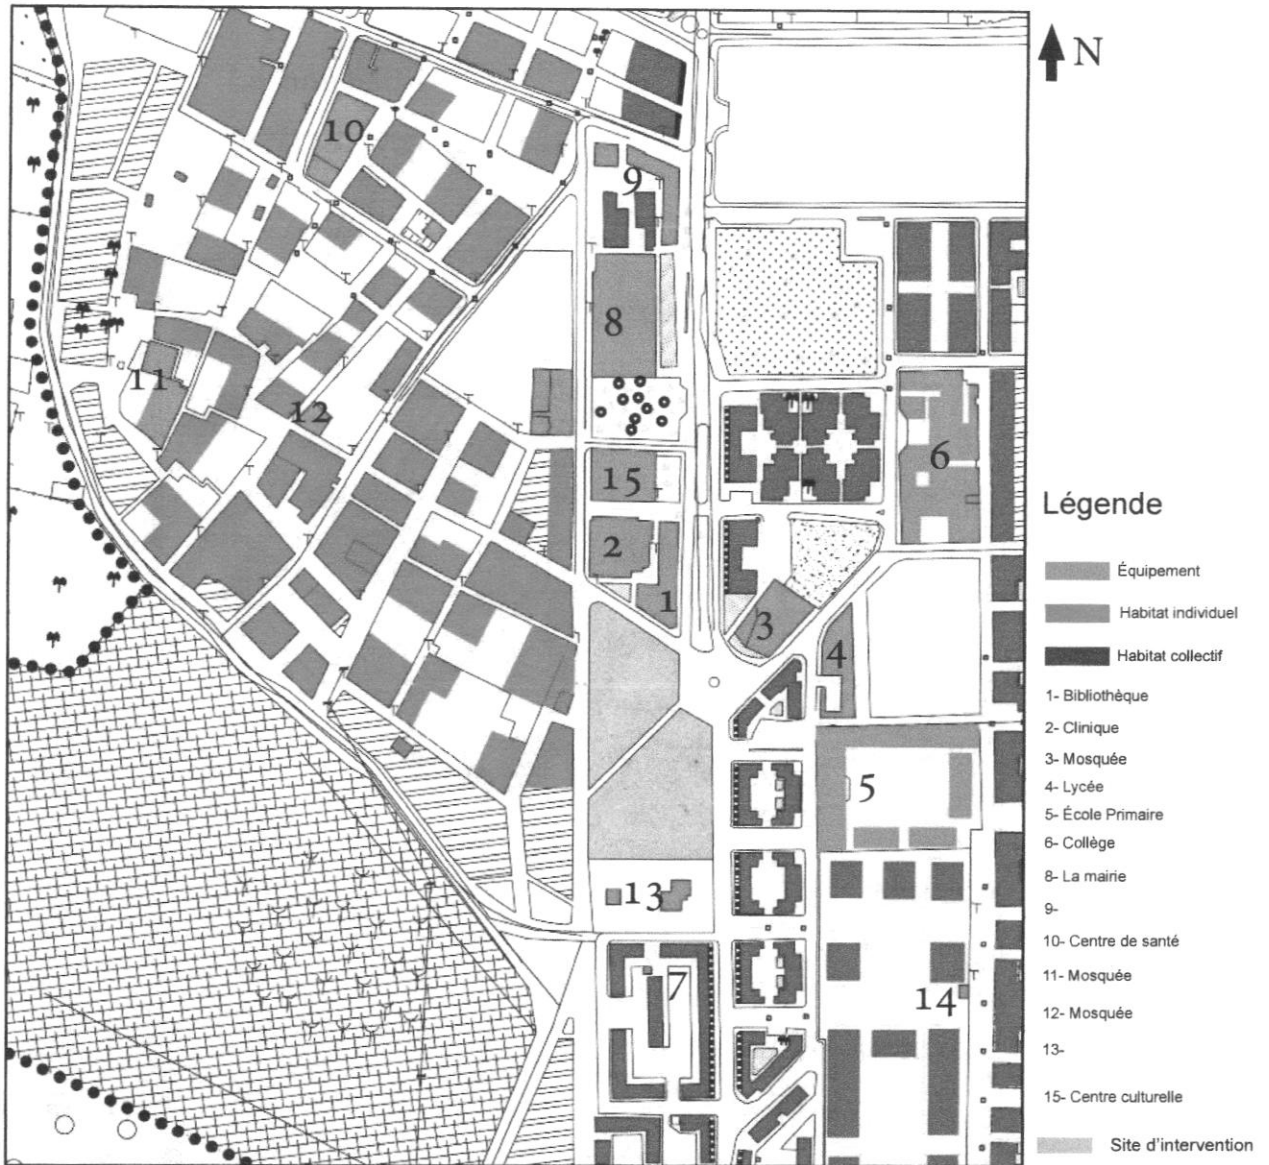 N
10
9
8
11
12
6
15
2
1
3
4
5
13
7
14
Légende
Équipement
Habitat individuel
Habitat collectif
1- Bibliothèque
2- Clinique
3- Mosquée
4- Lycée
5- École Primaire
6- Collège
8- La mairie
9-
10- Centre de santé
11- Mosquée
12- Mosquée
13-
15- Centre culturelle
Site d'intervention